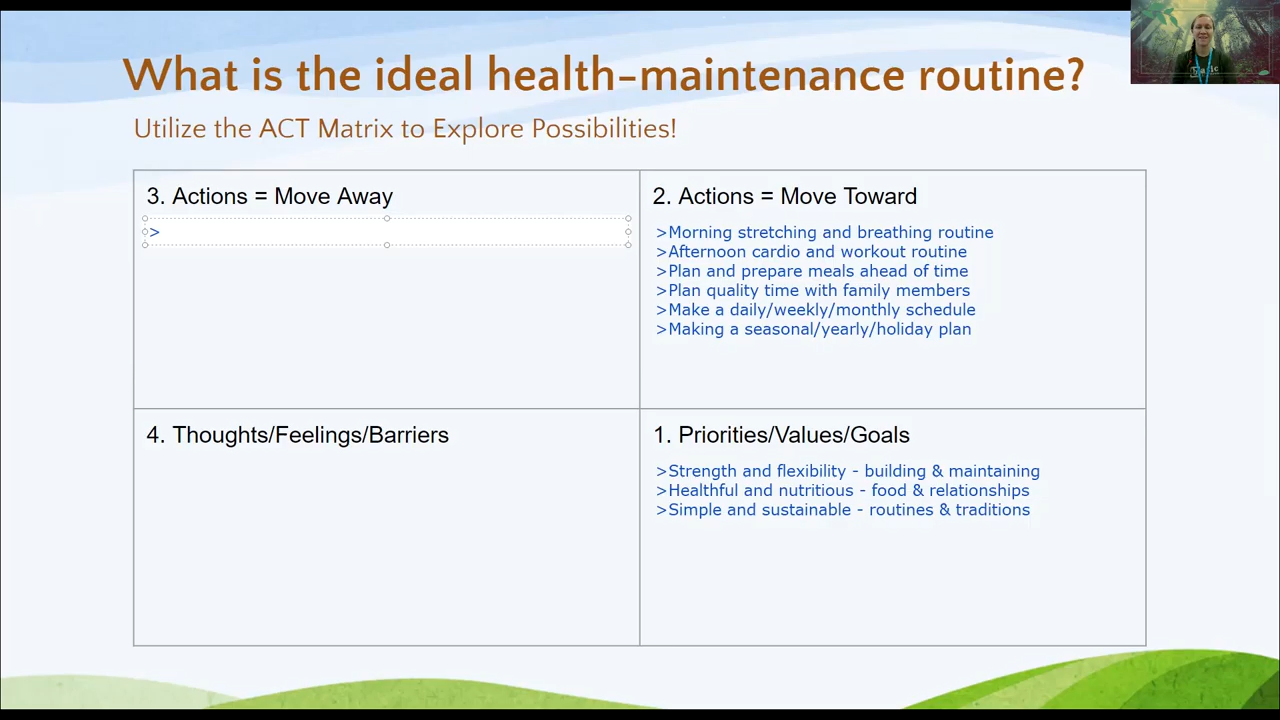 What is the ideal health-maintenance routine?
Utilize the ACT Matrix to Explore Possibilities!
3. Actions = Move Away
>
2. Actions = Move Toward
>Morning stretching and breathing routine
>Afternoon cardio and workout routine
>Plan and prepare meals ahead of time
>Plan quality time with family members
>Make a daily/weekly/monthly schedule
>Making a seasonal/yearly/holiday plan
4. Thoughts/Feelings/Barriers
1. Priorities/Values/Goals
>Strength and flexibility - building & maintaining
>Healthful and nutritious - food & relationships
>Simple and sustainable - routines & traditions